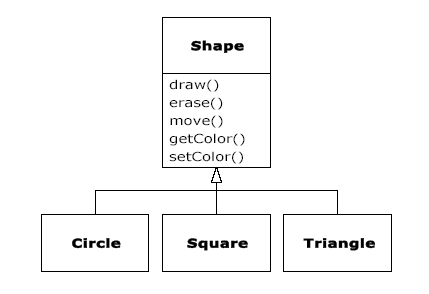 Shape
draw()
erase()
move()
getColor()
setColor()
Circle
Square
Triangle